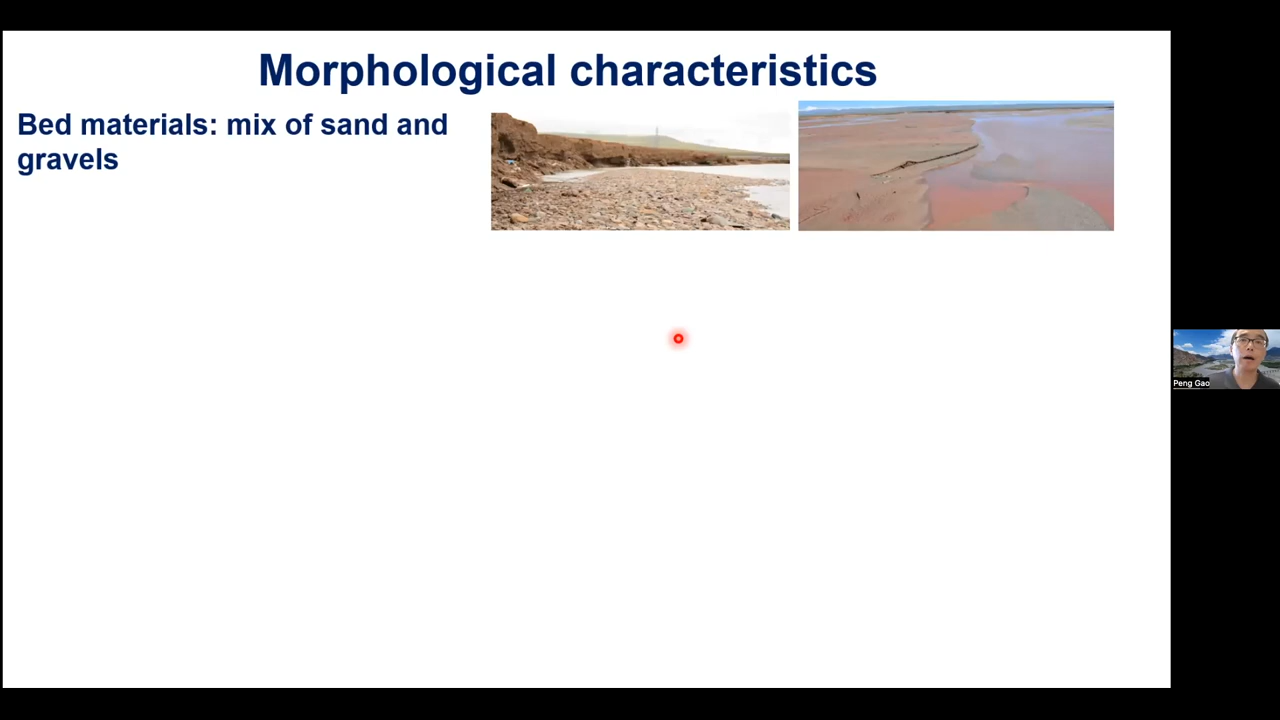 Morphological characteristics
Bed materials: mix of sand and
gravels
Peng Gao